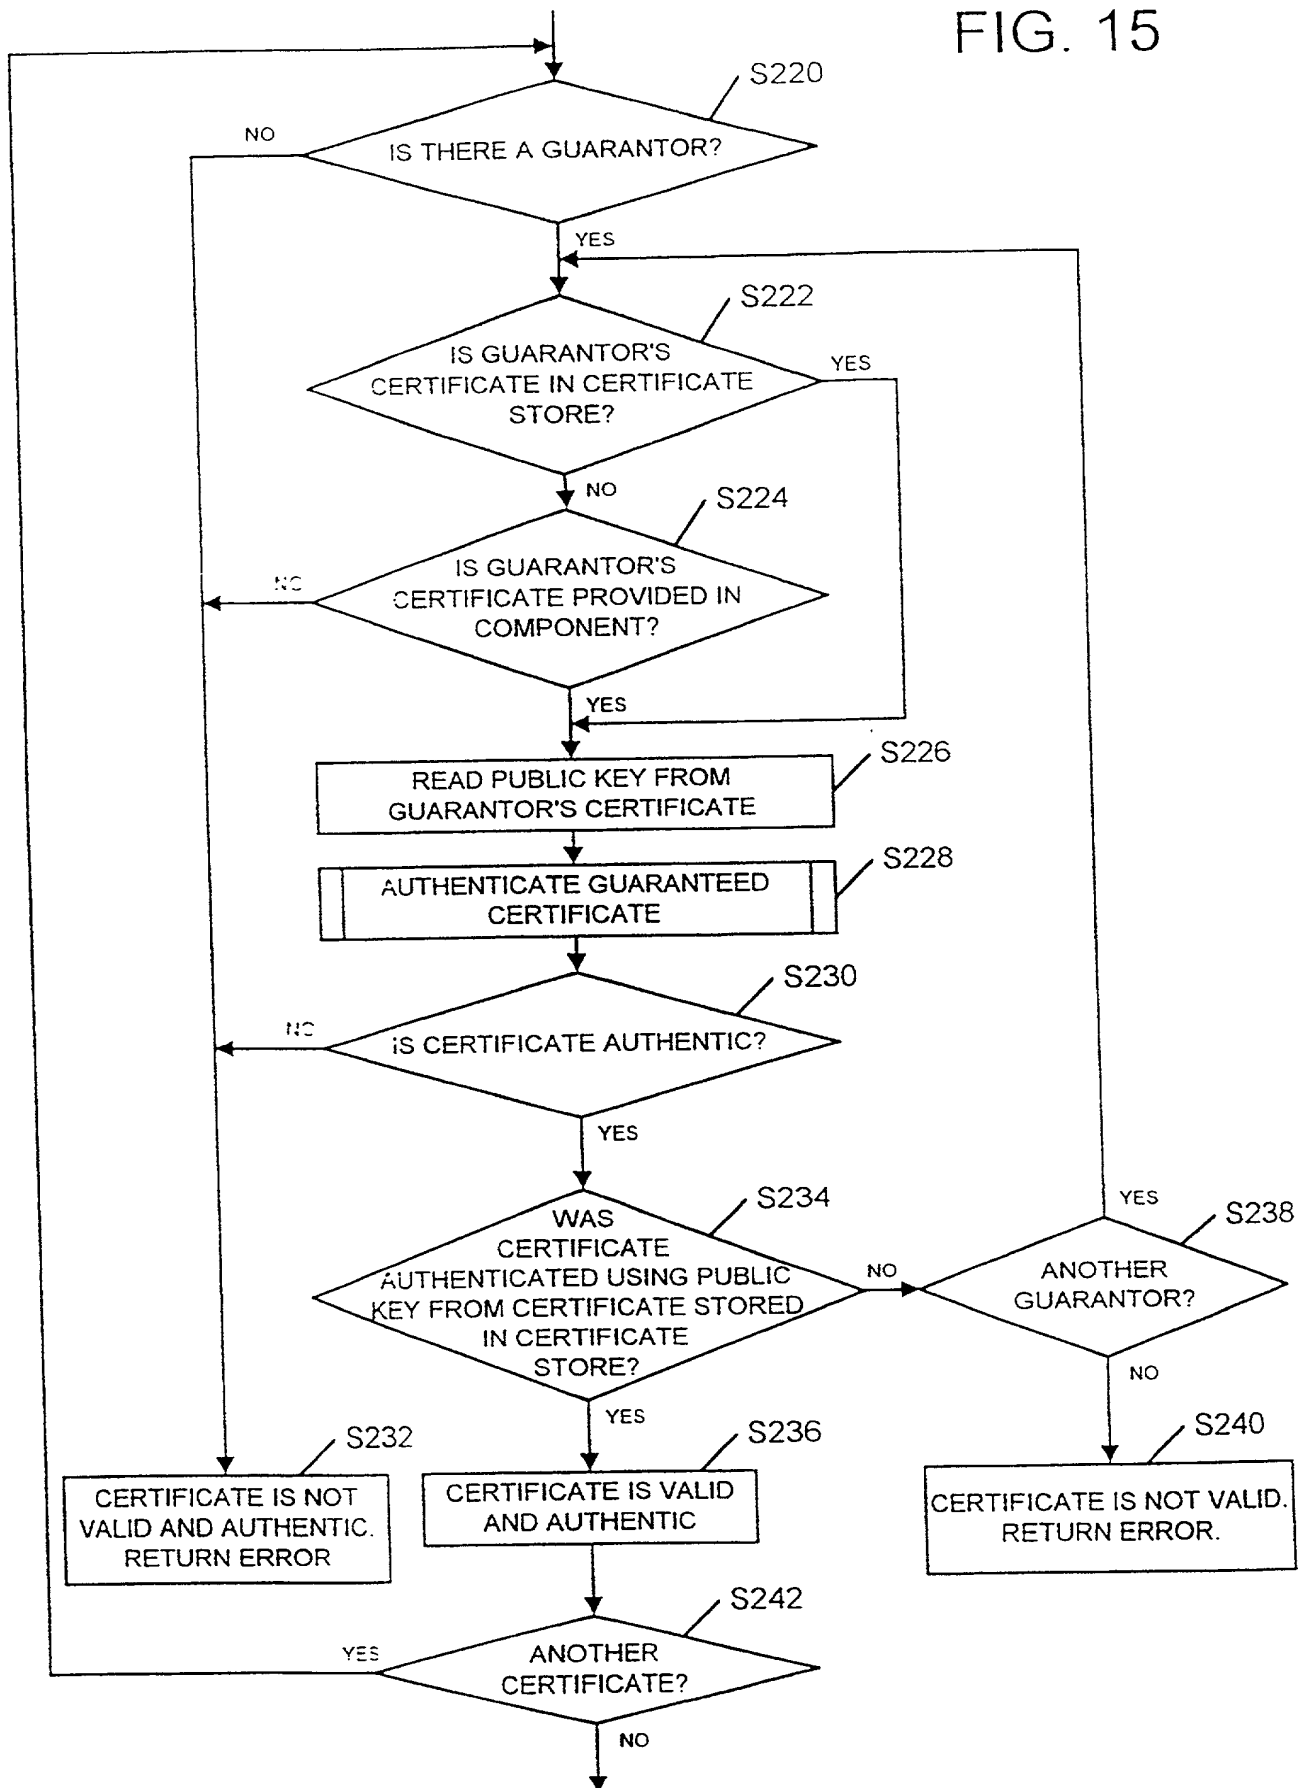 FIG. 15
S220
NO
IS THERE A GUARANTOR?
YES
S222
IS GUARANTOR'S
CERTIFICATE IN CERTIFICATE
STORE?
YES
NO
S224
IS GUARANTOR'S
CERTIFICATE PROVIDED IN
COMPONENT?
NO
YES
S226
READ PUBLIC KEY FROM
GUARANTOR'S CERTIFICATE
S228
AUTHENTICATE GUARANTEED
CERTIFICATE
S230
NO
IS CERTIFICATE AUTHENTIC?
YES
S234
WAS
CERTIFICATE
AUTHENTICATED USING PUBLIC
KEY FROM CERTIFICATE STORED
IN CERTIFICATE
STORE?
NO
YES
S238
ANOTHER
GUARANTOR?
NO
YES
S232
CERTIFICATE IS NOT
VALID AND AUTHENTIC.
RETURN ERROR
S236
CERTIFICATE IS VALID
AND AUTHENTIC
S240
CERTIFICATE IS NOT VALID.
RETURN ERROR.
S242
YES
ANOTHER
CERTIFICATE?
NO